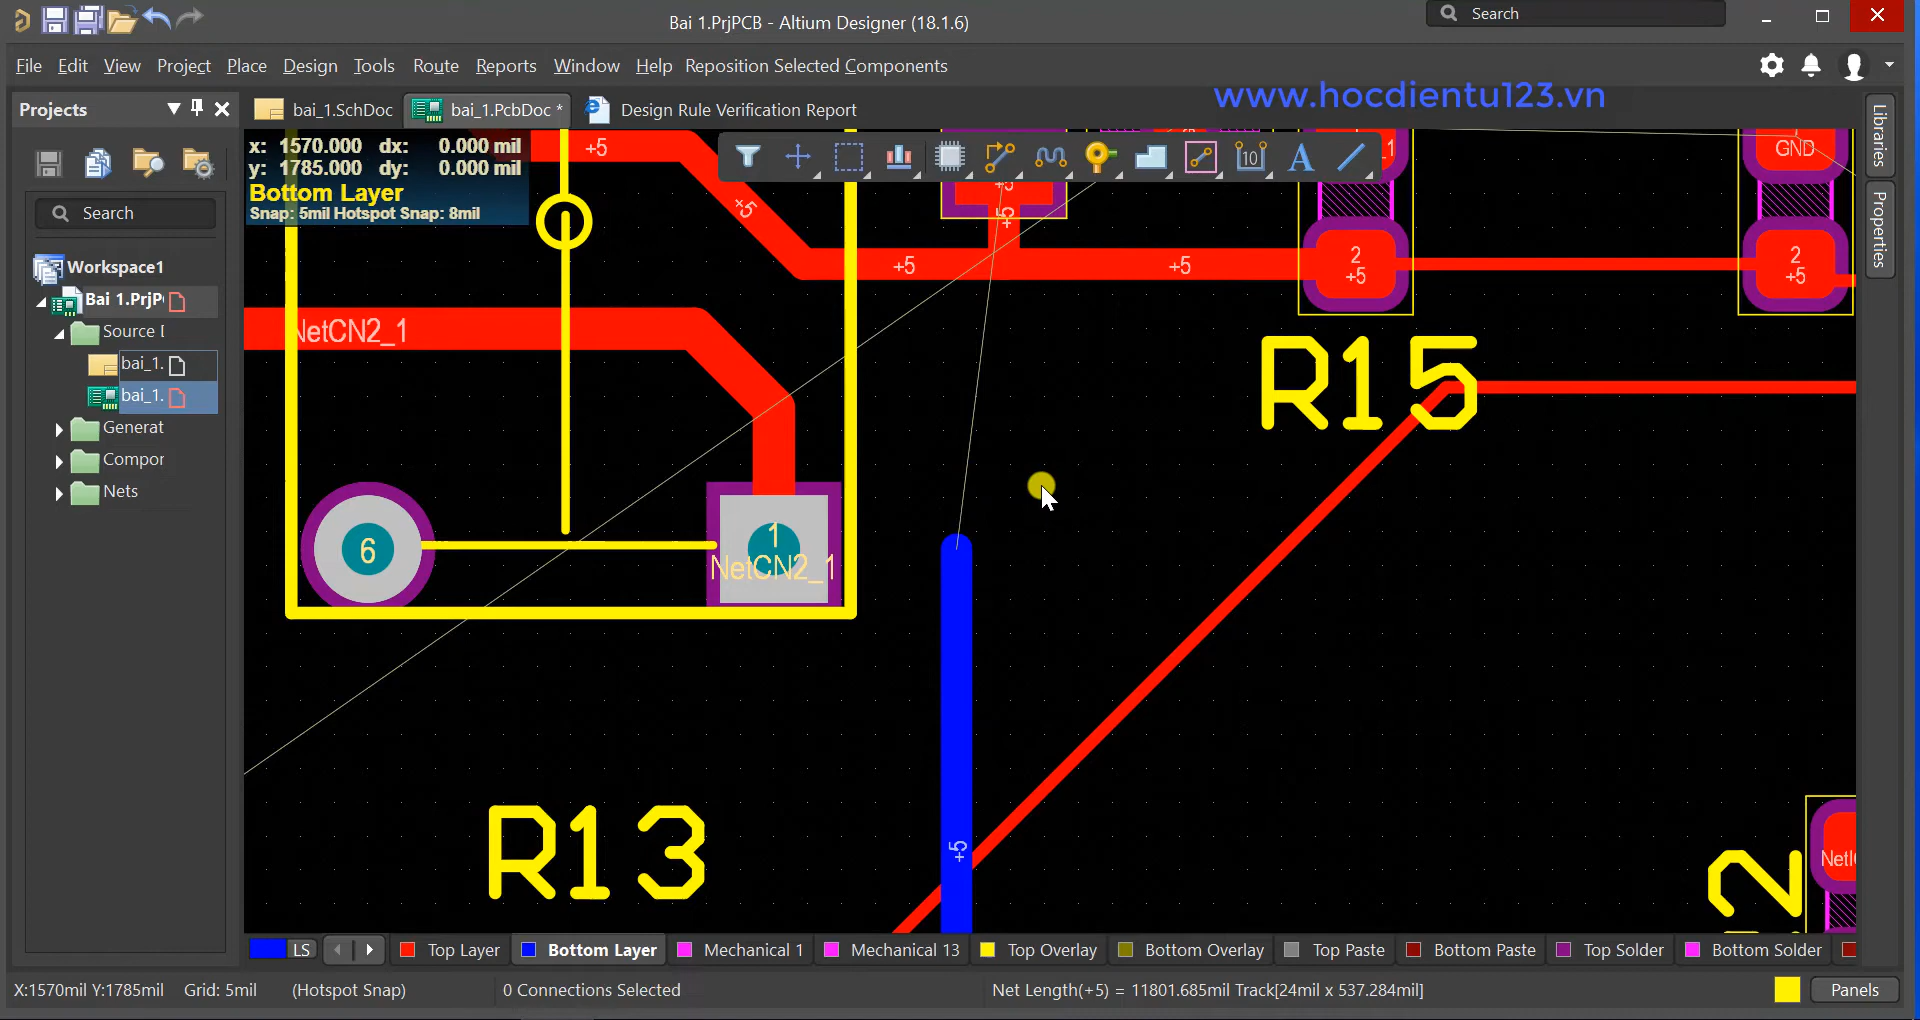 Bai 1.PrjPCB - Altium Designer (18.1.6)
Search
File Edit View Project Place Design Tools Route Reports Window Help Reposition Selected Components
www.hocdientu123.vn
Projects
bai_1.SchDoc
bai_1.PcbDoc *
Design Rule Verification Report
Libraries
Properties
x: 1570.000 dx: 0.000 mil
y: 1785.000 dy: 0.000 mil
Bottom Layer
Snap: 5mil Hotspot Snap: 8mil
Search
Workspace1
Bai 1.PrjP
Source
bai_1.
bai_1.
Generat
Compor
Nets
+5
+5
+5
+5
+5
+5
10
_1
GND
2
+5
2
+5
NetCN2_1
R15
6
1
NetCN2_1
R13
+5
2
LS
Top Layer
Bottom Layer
Mechanical 1
Mechanical 13
Top Overlay
Bottom Overlay
Top Paste
Bottom Paste
Top Solder
Bottom Solder
X:1570mil Y:1785mil Grid: 5mil (Hotspot Snap)
0 Connections Selected
Net Length(+5) = 11801.685mil Track[24mil x 537.284mil]
Panels